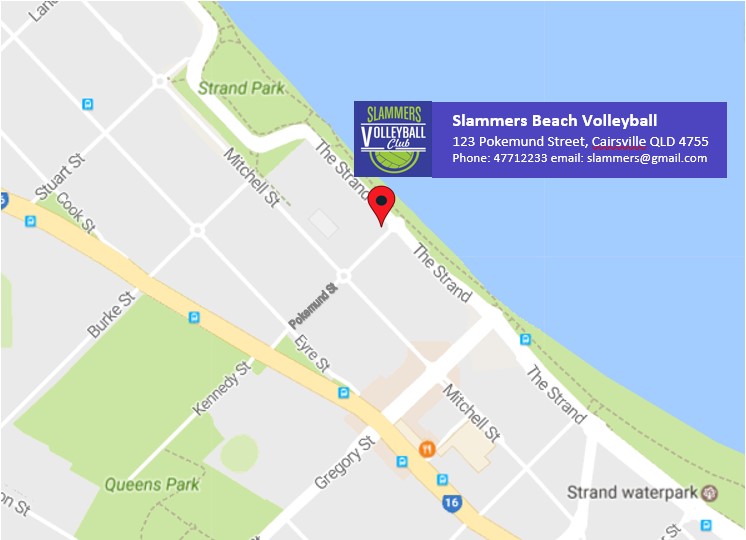 Strand Park
SLAMMERS
VOLLEYBALL
Club
Slammers Beach Volleyball
123 Pokemund Street, Cairsville QLD 4755
Phone: 47712233 email: slammers@gmail.com
Stuart St
Mitchell St
The Strand
Cook St
The Strand
Pokemund St
Burke St
Eyre St
The Strand
Kennedy St
Mitchell St
Gregory St
Queens Park
Strand waterpark
16